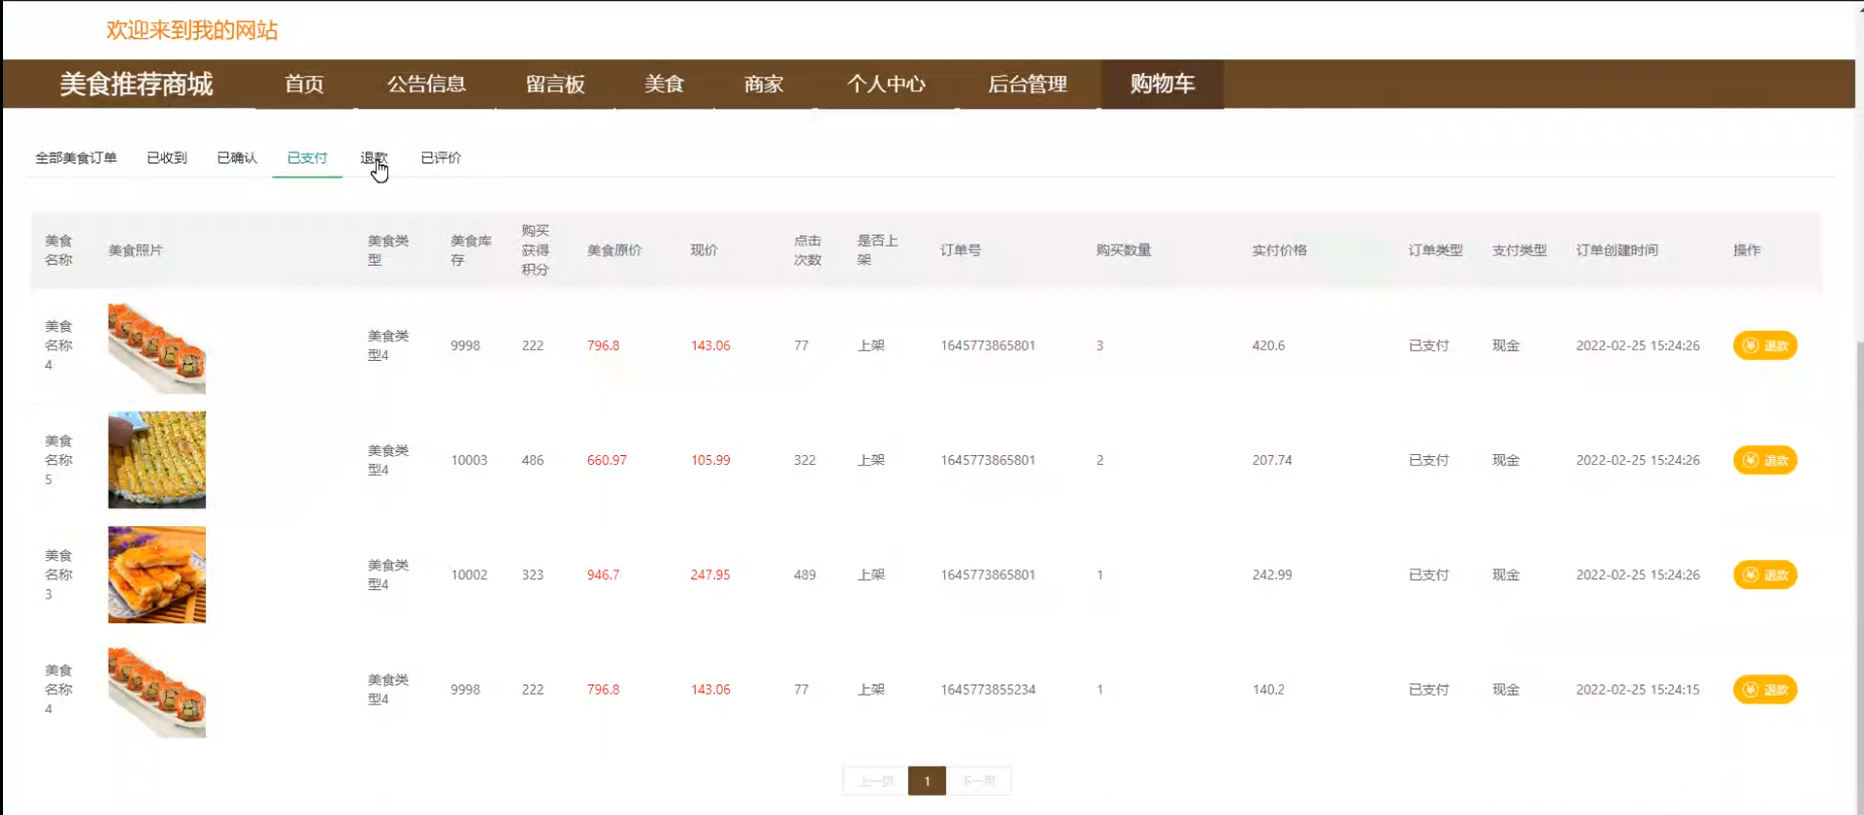 欢迎来到我的网站
美食推荐商城 首页 公告信息 留言板 美食 商家 个人中心 后台管理 购物车
全部美食订单 已收到 已确认 已支付 退款 已评价
美食名称 美食照片 美食类型 美食库存 购买获得积分 美食原价 现价 点击次数 是否上架 订单号 购买数量 实付价格 订单类型 支付类型 订单创建时间 操作
美食名称4 美食类型4 9998 222 796.8 143.06 77 上架 1645773865801 3 420.6 已支付 现金 2022-02-25 15:24:26 退款
美食名称5 美食类型4 10003 486 660.97 105.99 322 上架 1645773865801 2 207.74 已支付 现金 2022-02-25 15:24:26 退款
美食名称3 美食类型4 10002 323 946.7 247.95 489 上架 1645773865801 1 242.99 已支付 现金 2022-02-25 15:24:26 退款
美食名称4 美食类型4 9998 222 796.8 143.06 77 上架 1645773855234 1 140.2 已支付 现金 2022-02-25 15:24:15 退款
上一页 1 下一页